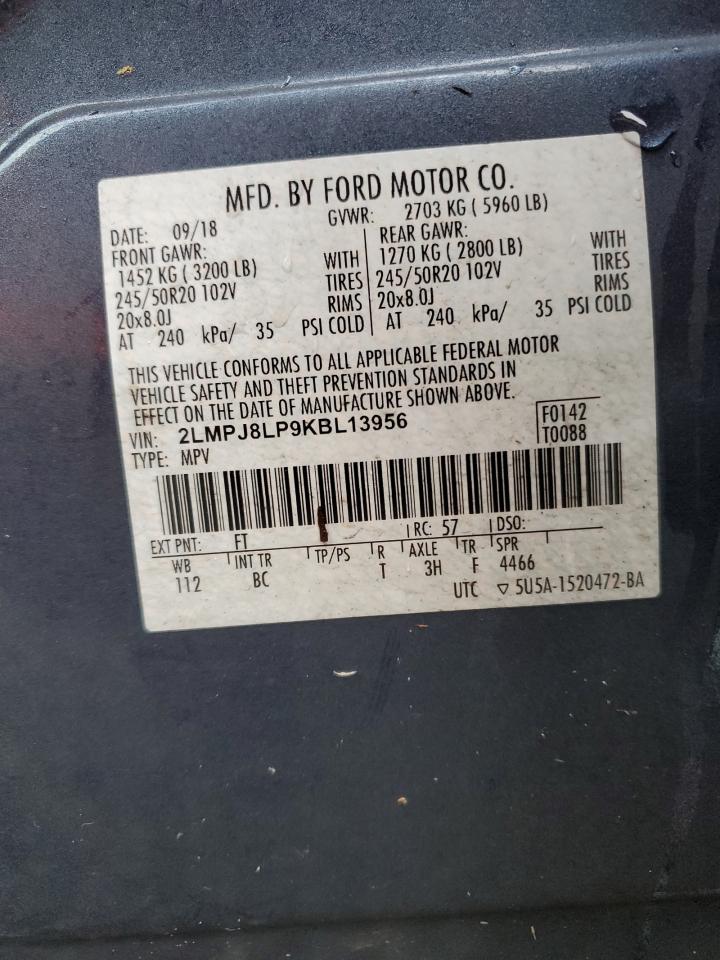 MFD. BY FORD MOTOR CO.
DATE: 09/18 GVWR: 2703 KG ( 5960 LB)
FRONT GAWR: REAR GAWR:
1452 KG ( 3200 LB) WITH 1270 KG ( 2800 LB) WITH
245/50R20 102V TIRES 245/50R20 102V TIRES
20x8.0J RIMS 20x8.0J RIMS
AT 240 kPa/ 35 PSI COLD AT 240 kPa/ 35 PSI COLD
THIS VEHICLE CONFORMS TO ALL APPLICABLE FEDERAL MOTOR
VEHICLE SAFETY AND THEFT PREVENTION STANDARDS IN
EFFECT ON THE DATE OF MANUFACTURE SHOWN ABOVE.
VIN: 2LMPJ8LP9KBL13956 F0142
TYPE: MPV T0088
EXT PNT: FT RC: 57 DSO:
WB INT TR TP/PS R AXLE TR SPR
112 BC T 3H F 4466
UTC ▽ 5U5A-1520472-BA